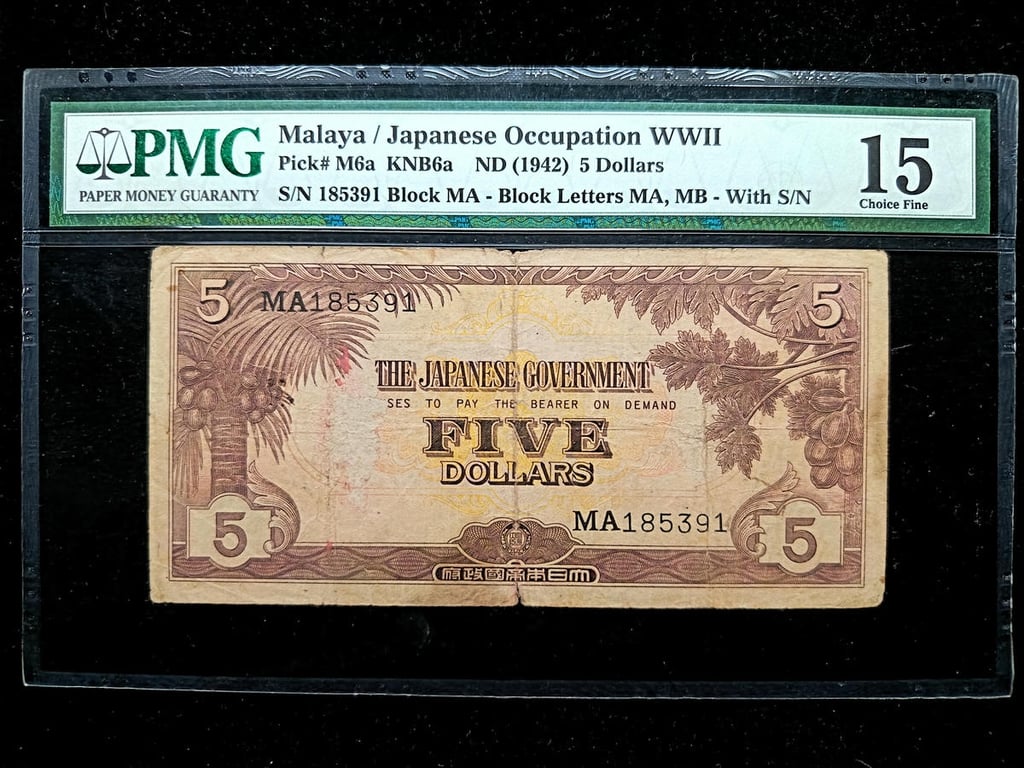 PMG
PAPER MONEY GUARANTY
Malaya / Japanese Occupation WWII
Pick# M6a KNB6a ND (1942) 5 Dollars
S/N 185391 Block MA - Block Letters MA, MB - With S/N
15
Choice Fine
5
MA185391
5
THE JAPANESE GOVERNMENT
SES TO PAY THE BEARER ON DEMAND
FIVE
DOLLARS
MA185391
5
5
大日本帝國政府